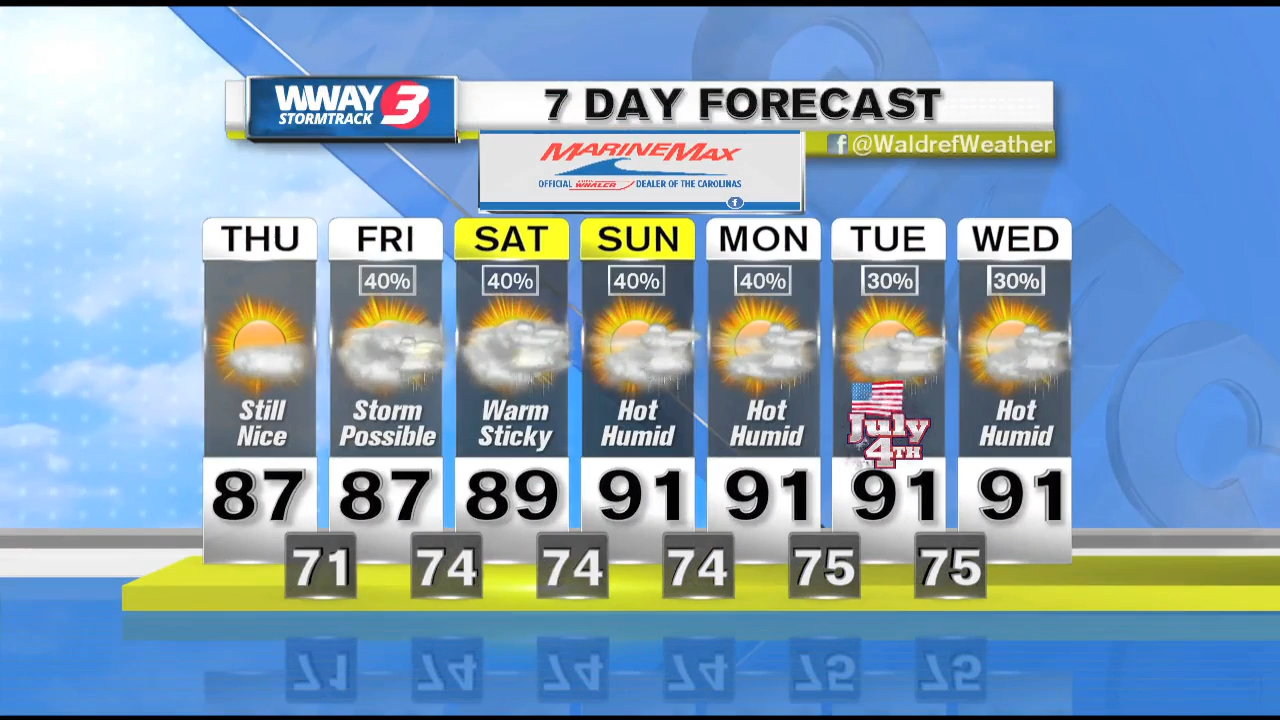 WWAY 3
STORMTRACK
7 DAY FORECAST
f @WaldrefWeather
MARINEMAX
OFFICIAL WHALER DEALER OF THE CAROLINAS
f
THU FRI SAT SUN MON TUE WED
40% 40% 40% 40% 30% 30%
Still Storm Warm Hot Hot July Hot
Nice Possible Sticky Humid Humid 4TH Humid
87 87 89 91 91 91 91
71 74 74 74 75 75